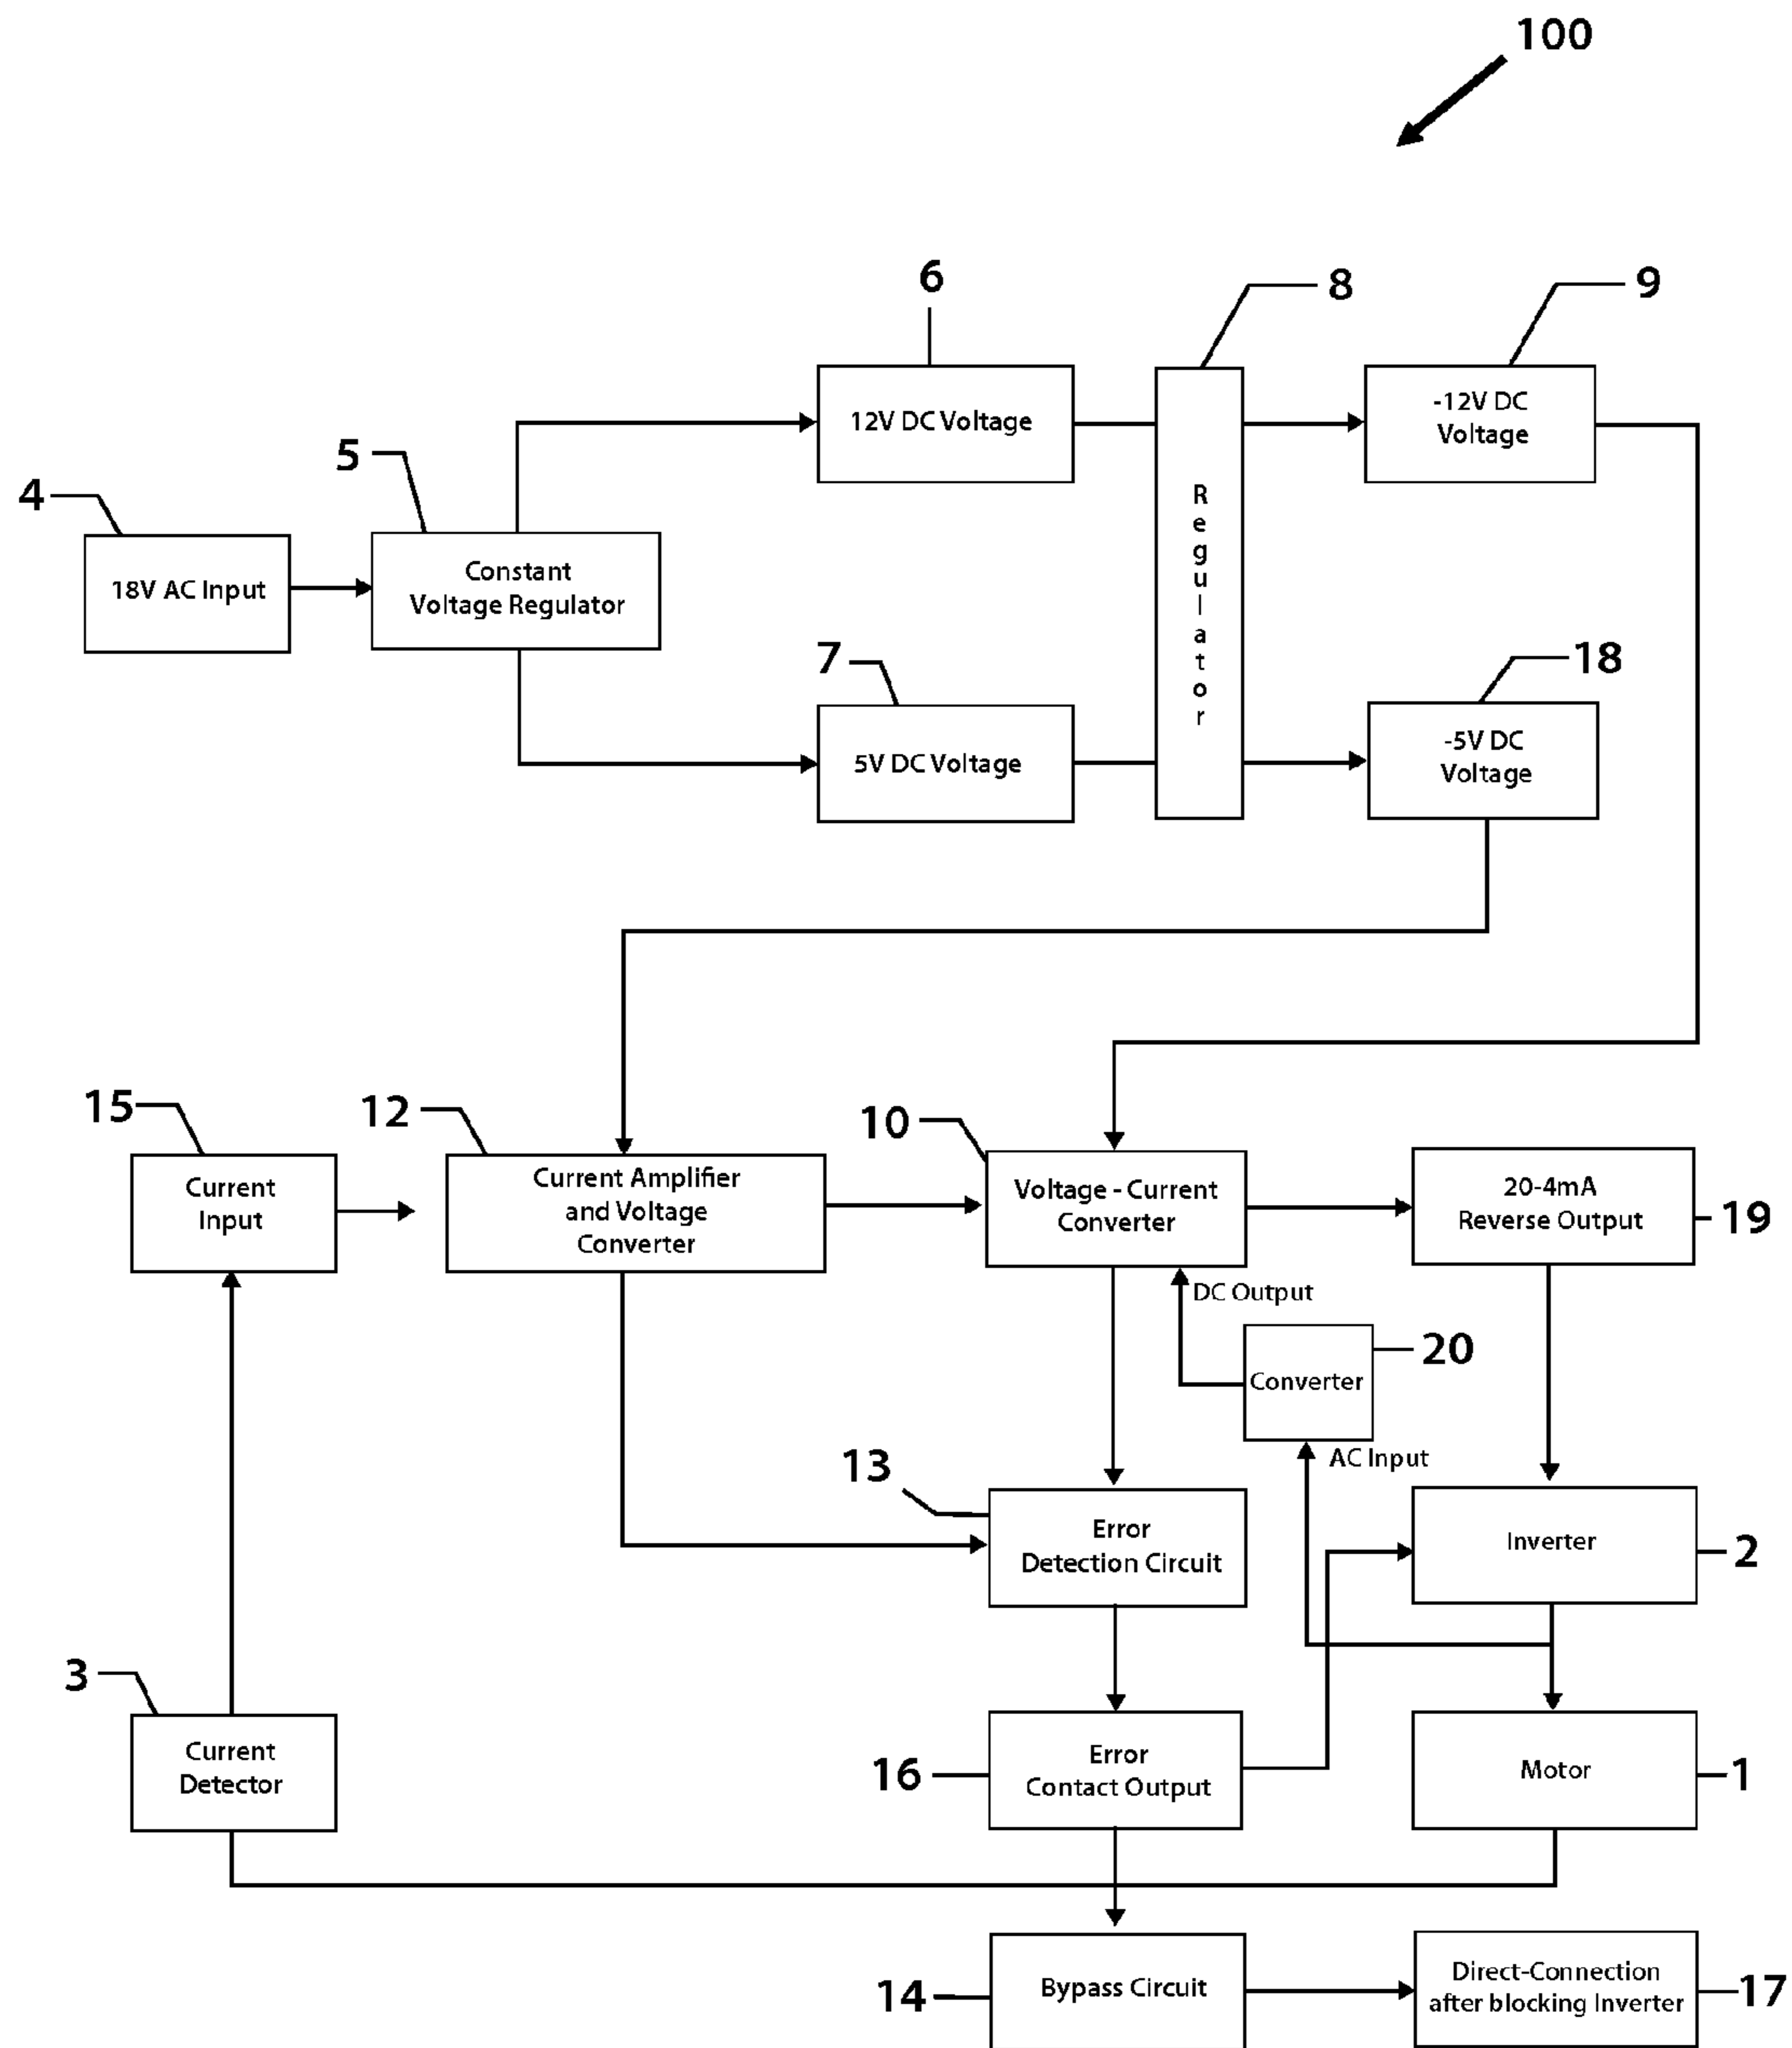 100
6
8
9
12V DC Voltage
-12V DC
Voltage
5
4
18V AC Input
Constant
Voltage Regulator
Regulator
7
18
5V DC Voltage
-5V DC
Voltage
15
12
10
Current
Input
Current Amplifier
and Voltage
Converter
Voltage - Current
Converter
20-4mA
Reverse Output
19
DC Output
Converter
20
AC Input
13
Error
Detection Circuit
Inverter
2
3
Current
Detector
16
Error
Contact Output
Motor
1
14
Bypass Circuit
Direct-Connection
after blocking Inverter
17